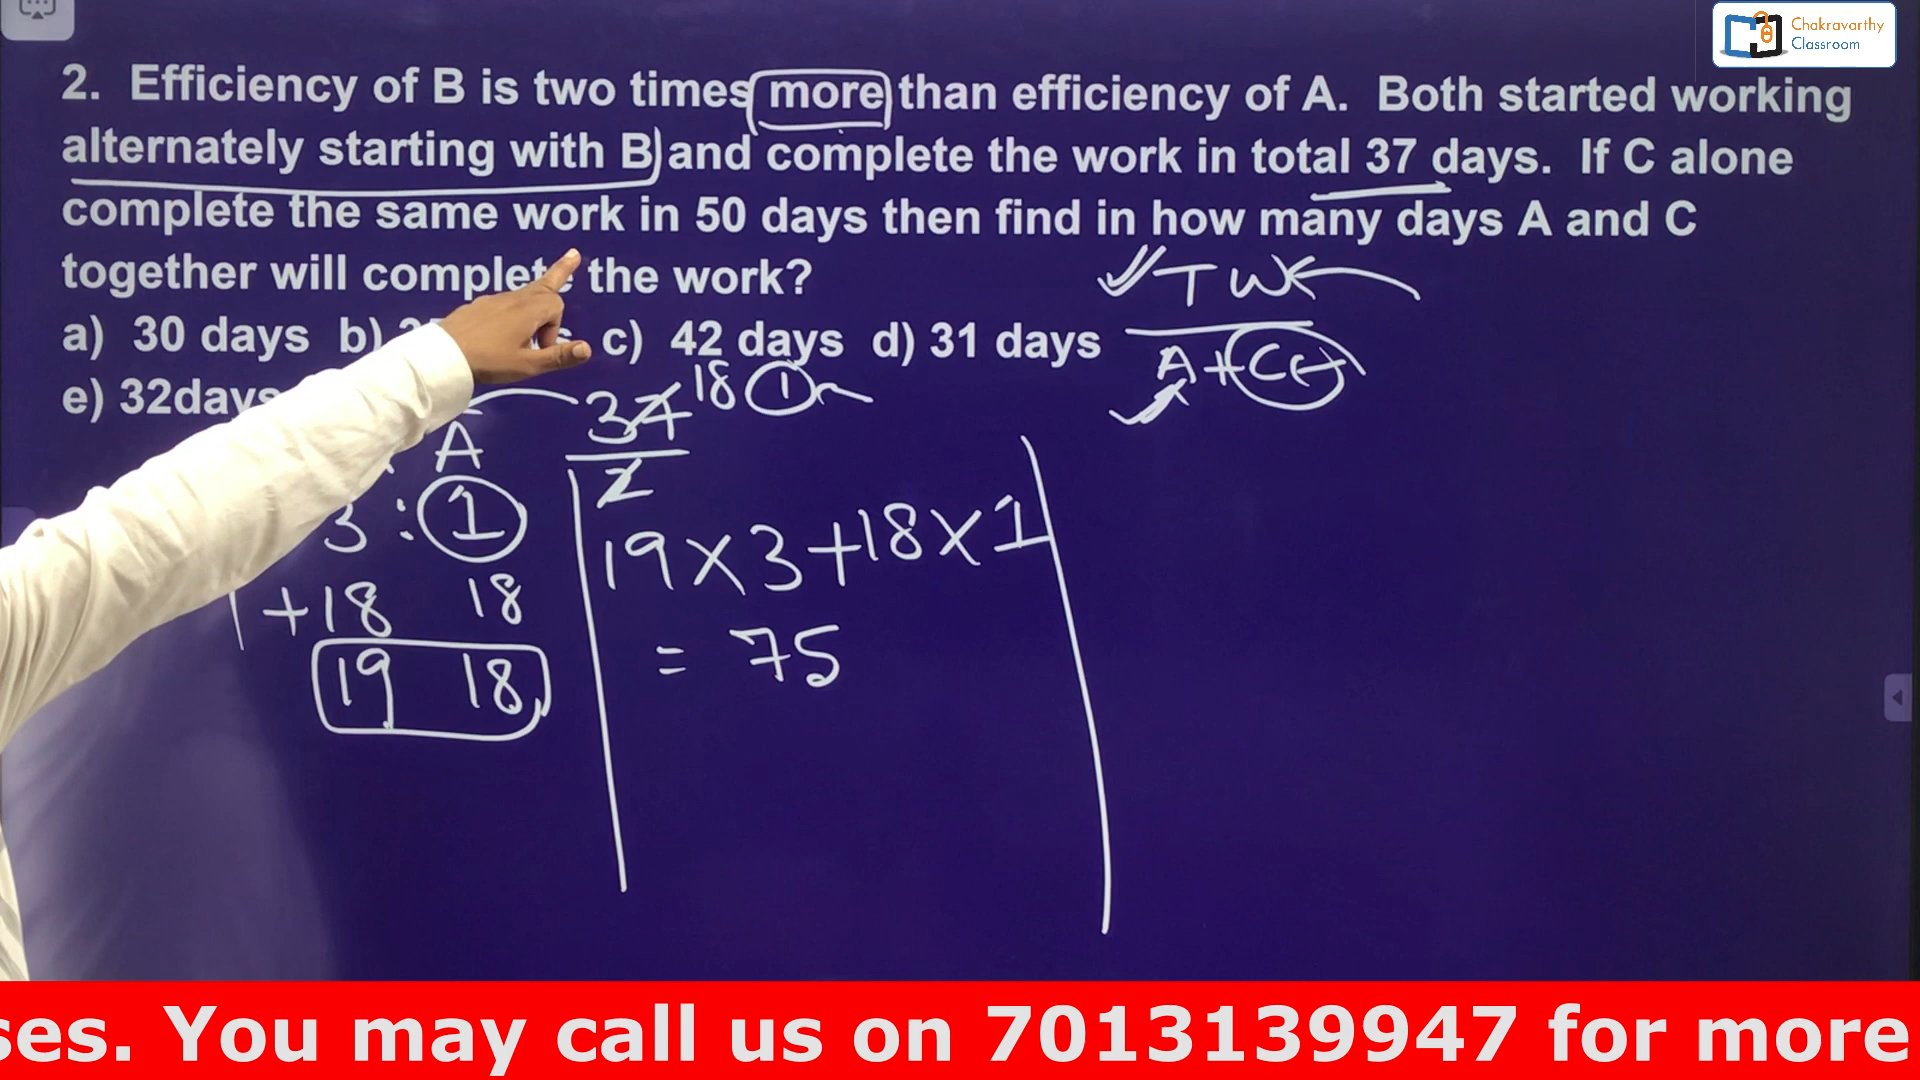 Chakravarthy
Classroom
2. Efficiency of B is two times more than efficiency of A. Both started working
alternately starting with B and complete the work in total 37 days. If C alone
complete the same work in 50 days then find in how many days A and C
together will complete the work?
a) 30 days b) c) 42 days d) 31 days
e) 32days
TW
A+C
37 18 1
2
A
3 : 1
1 +18 18
19 18
19×3+18×1
= 75
ses. You may call us on 7013139947 for more